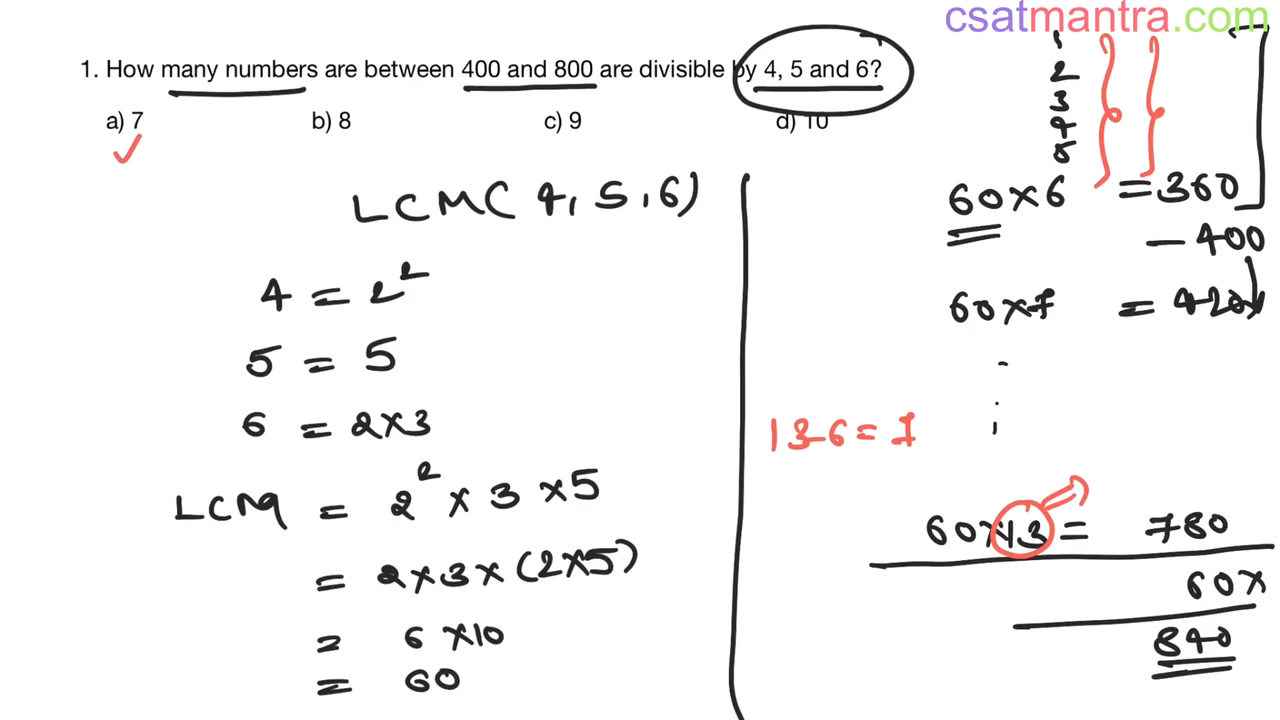 csatmantra.com
1. How many numbers are between 400 and 800 are divisible by 4, 5 and 6?
a) 7 b) 8 c) 9 d) 10
LCM( 4, 5, 6)
4 = 2²
5 = 5
6 = 2×3
LCM = 2² × 3 × 5
= 2×3×(2×5)
= 6 ×10
= 60
1
2
3
4
5
60×6 = 360
- 400
60×7 = 420
13-6=7
60×13 = 780
60×
840